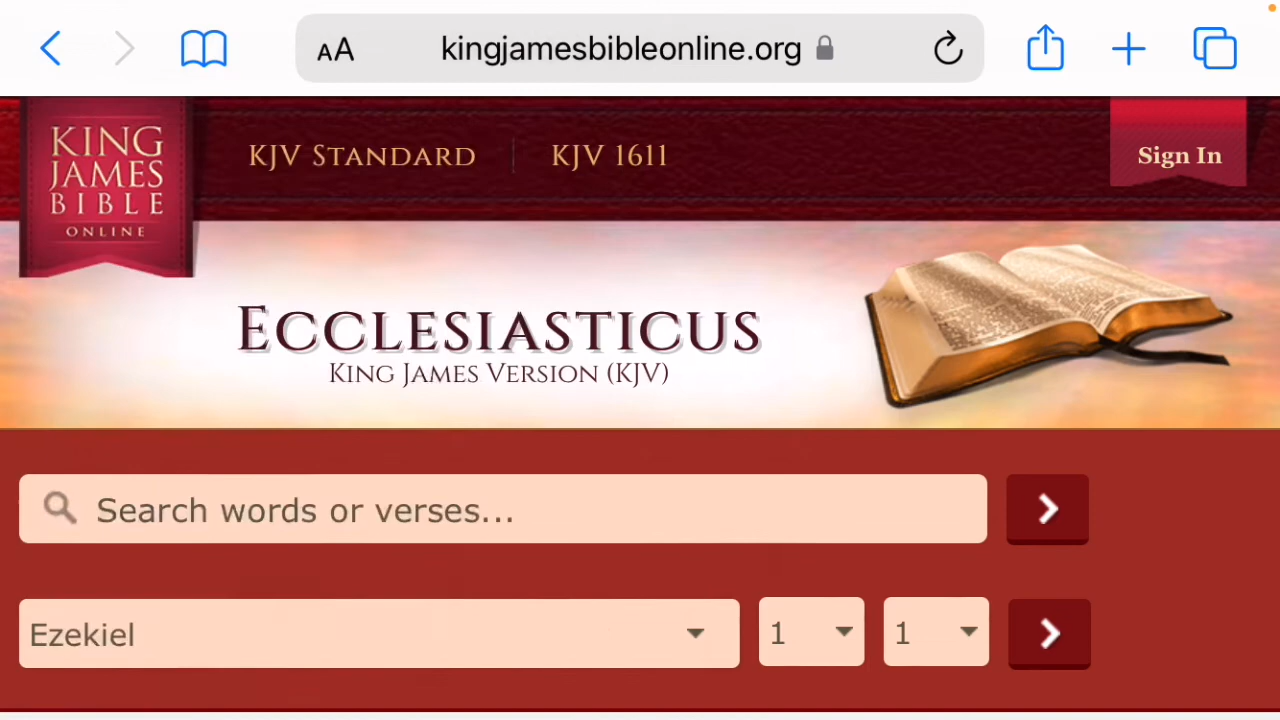 AA kingjamesbibleonline.org
KING
JAMES
BIBLE
ONLINE
KJV STANDARD
KJV 1611
Sign In
ECCLESIASTICUS
KING JAMES VERSION (KJV)
Search words or verses...
Ezekiel 1 1